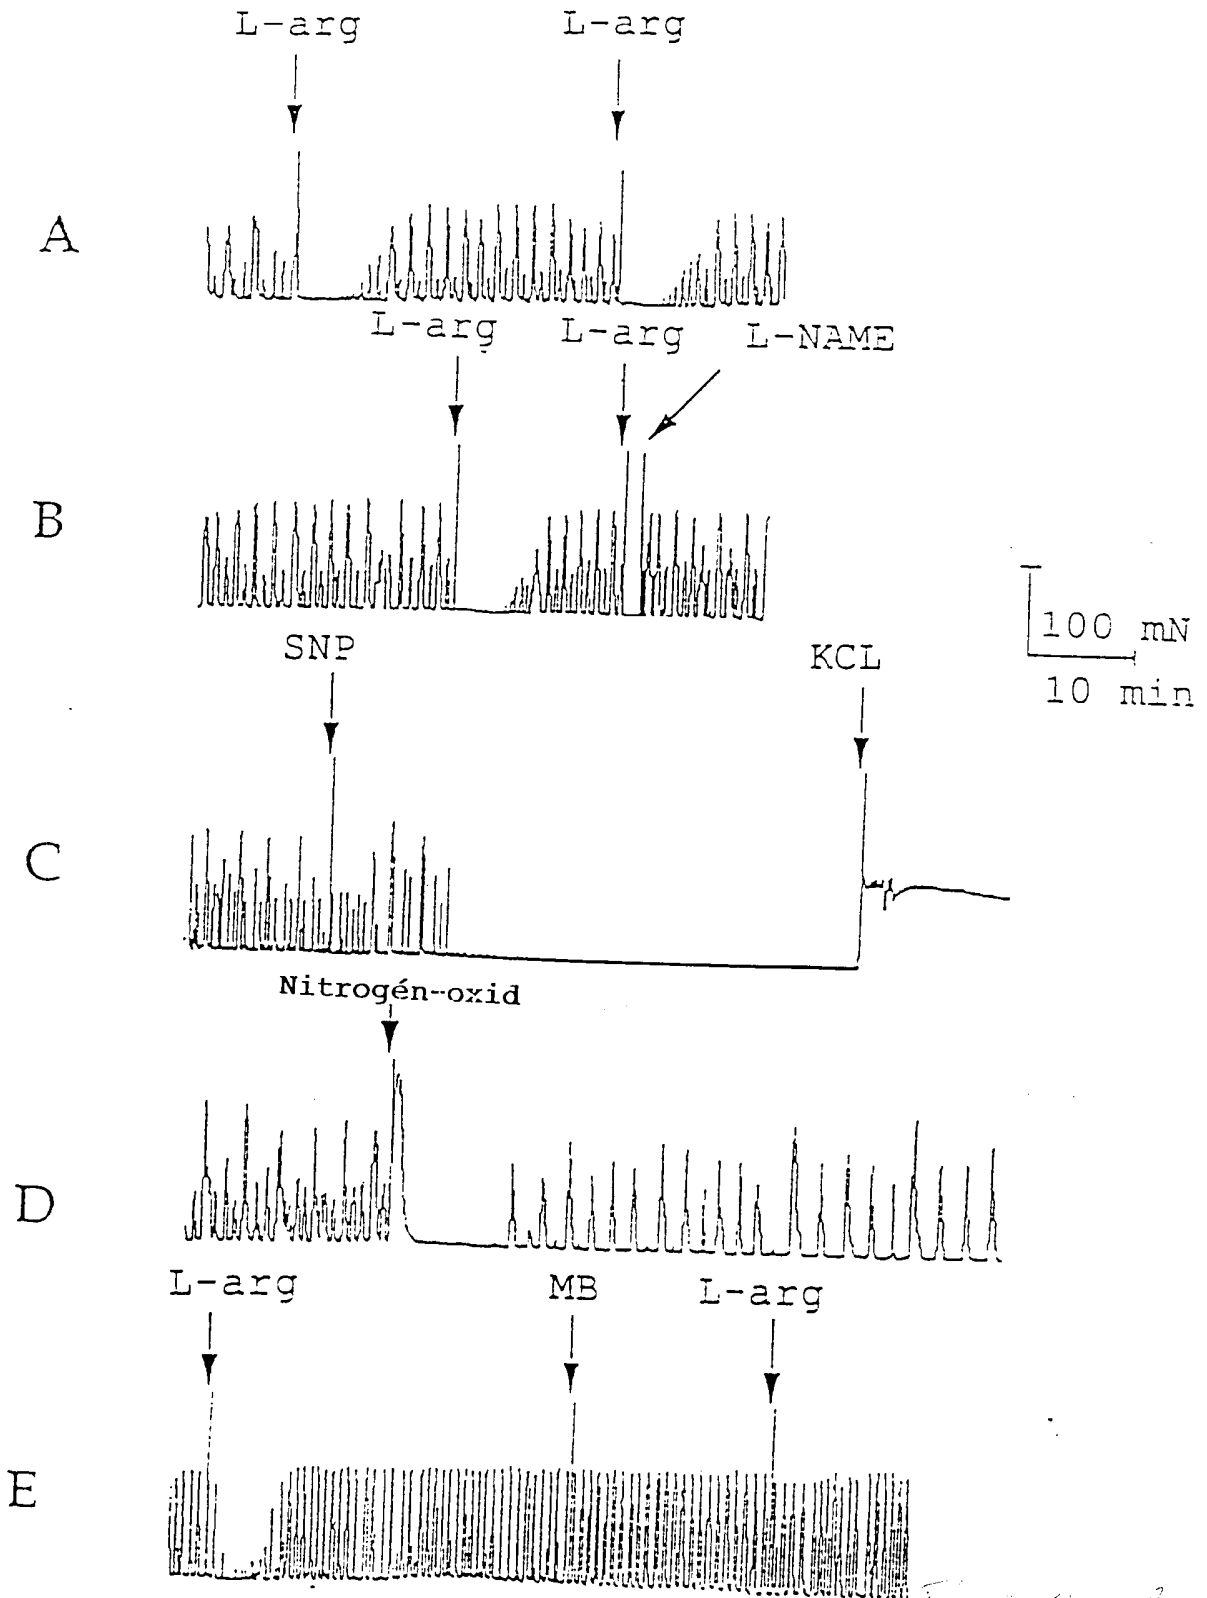 L-arg L-arg
A
L-arg L-arg L-NAME
B
100 mN
10 min
SNP KCL
C
Nitrogén-oxid
D
L-arg MB L-arg
E